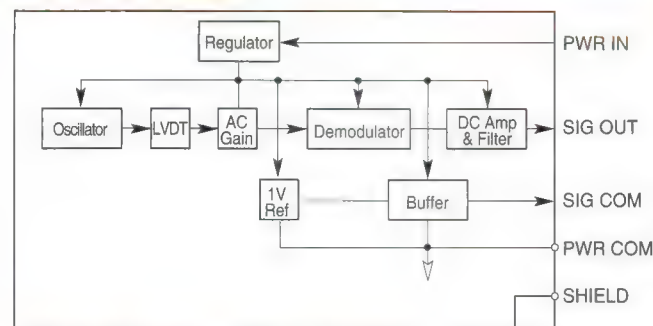 Regulator
PWR IN
Oscillator
LVDT
AC
Gain
Demodulator
DC Amp
& Filter
SIG OUT
1V
Ref
Buffer
SIG COM
PWR COM
SHIELD